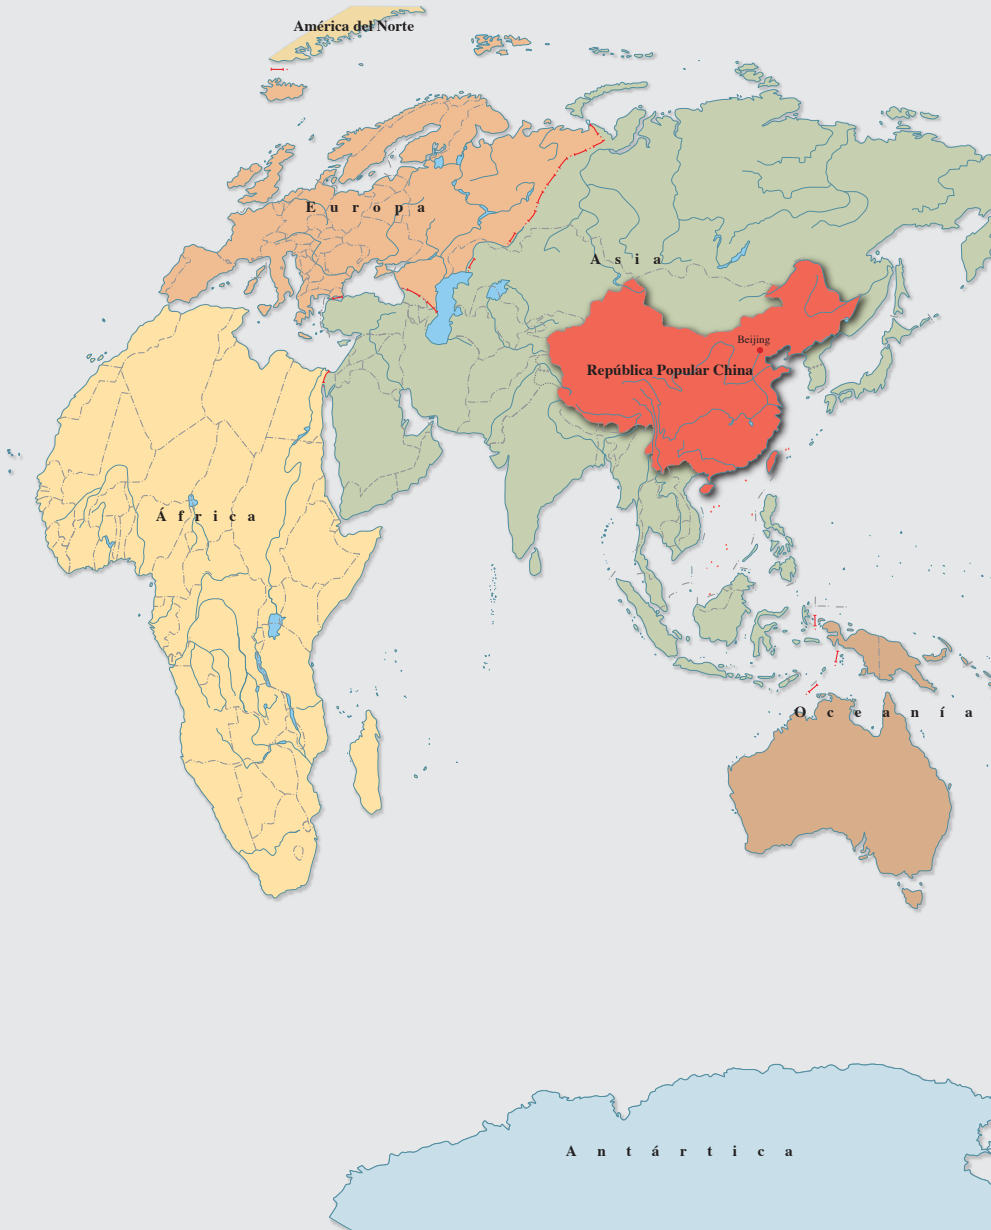 América del Norte
Europa
Asia
Beijing
República Popular China
África
Oceanía
Antártica